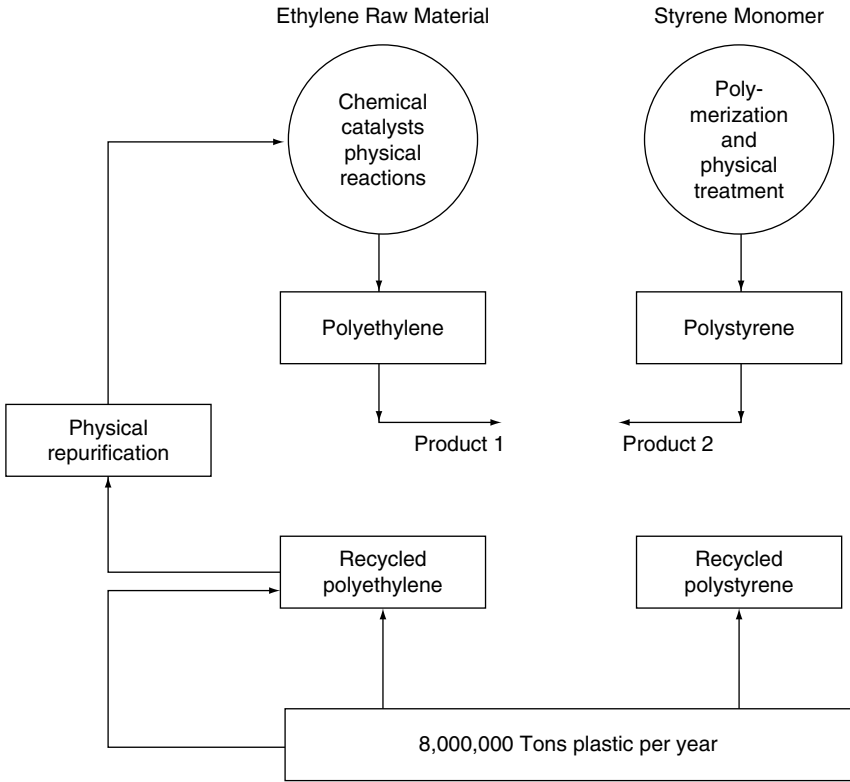 Ethylene Raw Material
Styrene Monomer
Chemical
catalysts
physical
reactions
Poly-
merization
and
physical
treatment
Polyethylene
Polystyrene
Physical
repurification
Product 1
Product 2
Recycled
polyethylene
Recycled
polystyrene
8,000,000 Tons plastic per year